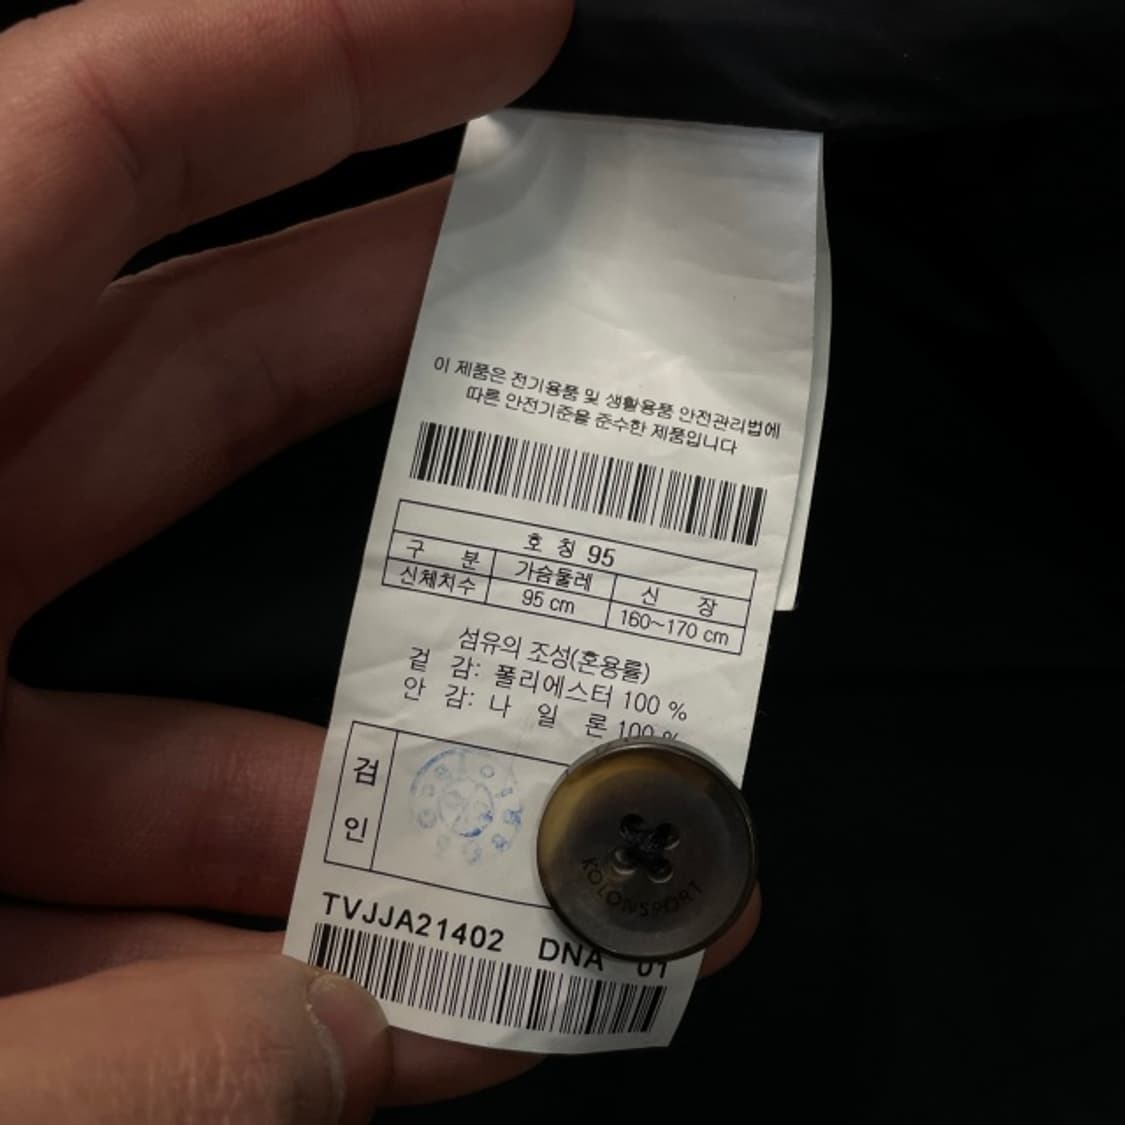 이 제품은 전기용품 및 생활용품 안전관리법에
따른 안전기준을 준수한 제품입니다
호 칭 95
구 분 가슴둘레 신 장
신체치수 95 cm 160~170 cm
섬유의 조성(혼용률)
겉 감: 폴리에스터 100 %
안 감: 나 일 론 100 %
검
인
KOLONSPORT
TVJJA21402 DNA 01